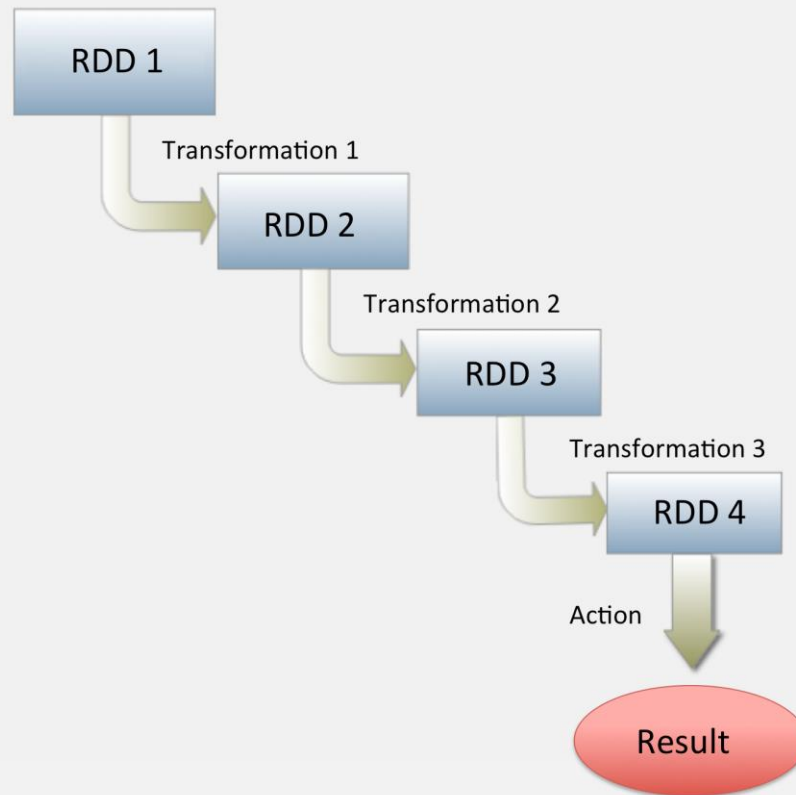 RDD 1
Transformation 1
RDD 2
Transformation 2
RDD 3
Transformation 3
RDD 4
Action
Result